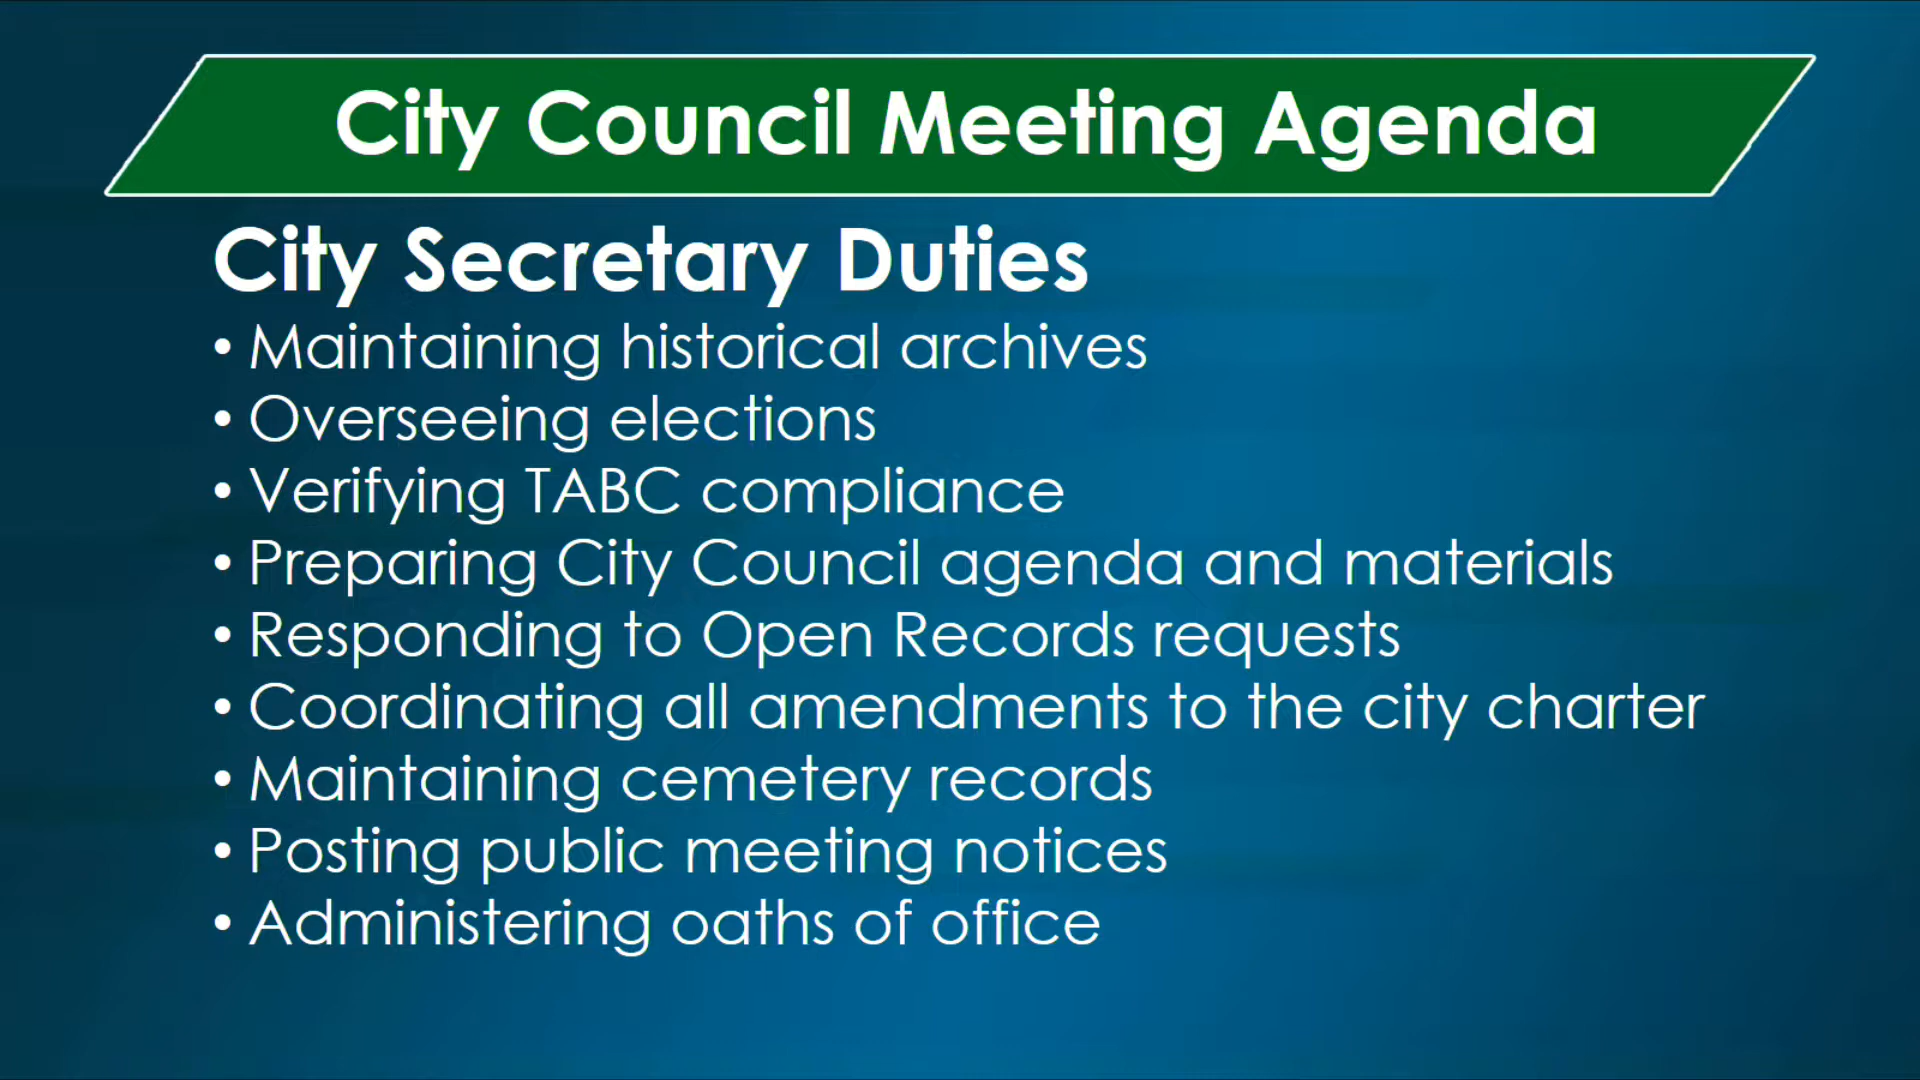 City Council Meeting Agenda
City Secretary Duties
• Maintaining historical archives
• Overseeing elections
• Verifying TABC compliance
• Preparing City Council agenda and materials
• Responding to Open Records requests
• Coordinating all amendments to the city charter
• Maintaining cemetery records
• Posting public meeting notices
• Administering oaths of office